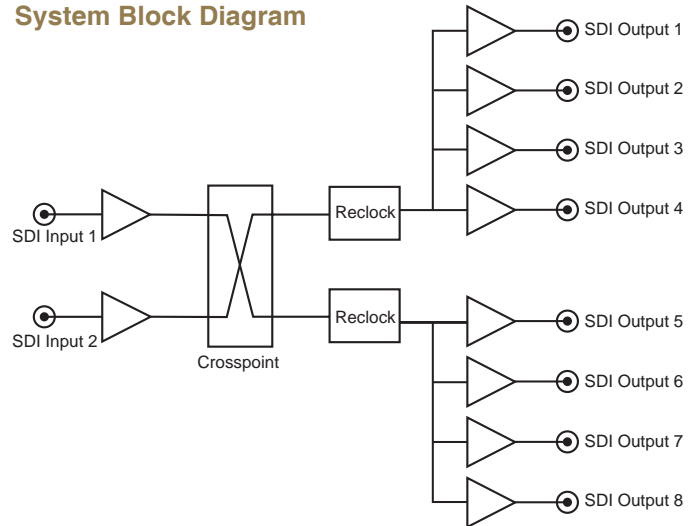 System Block Diagram
SDI Output 1
SDI Output 2
SDI Output 3
SDI Output 4
Reclock
SDI Input 1
Reclock
SDI Output 5
SDI Input 2
Crosspoint
SDI Output 6
SDI Output 7
SDI Output 8